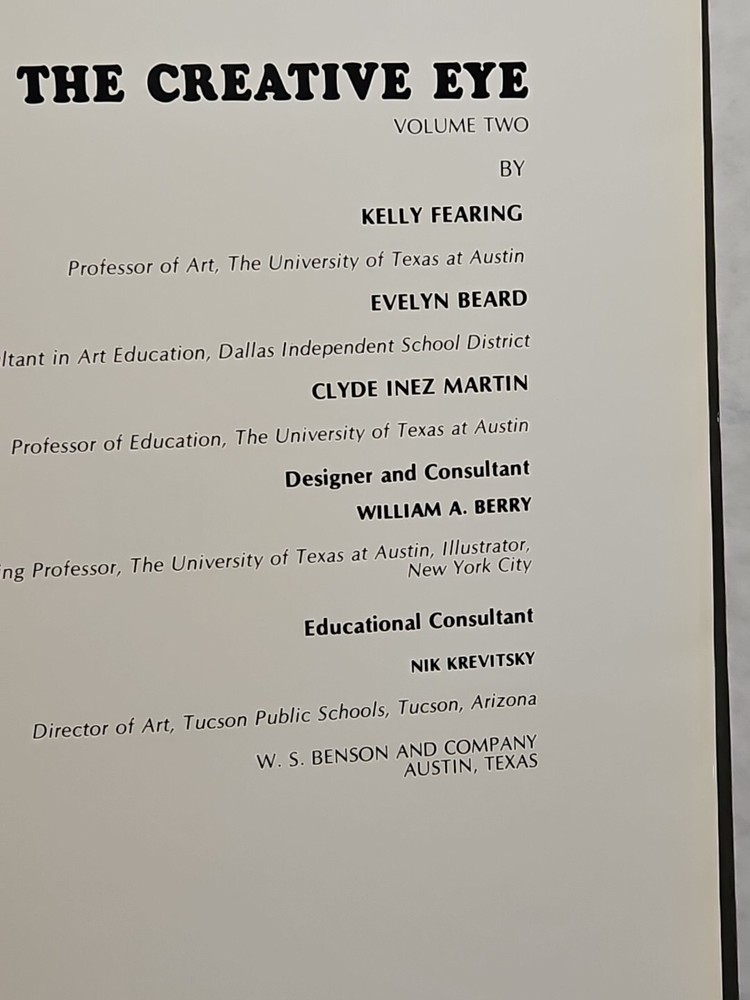 THE CREATIVE EYE
VOLUME TWO
BY
KELLY FEARING
Professor of Art, The University of Texas at Austin
EVELYN BEARD
in Art Education, Dallas Independent School District
CLYDE INEZ MARTIN
Professor of Education, The University of Texas at Austin
Designer and Consultant
WILLIAM A. BERRY
Professor, The University of Texas at Austin, Illustrator,
New York City
Educational Consultant
NIK KREVITSKY
Director of Art, Tucson Public Schools, Tucson, Arizona
W. S. BENSON AND COMPANY
AUSTIN, TEXAS